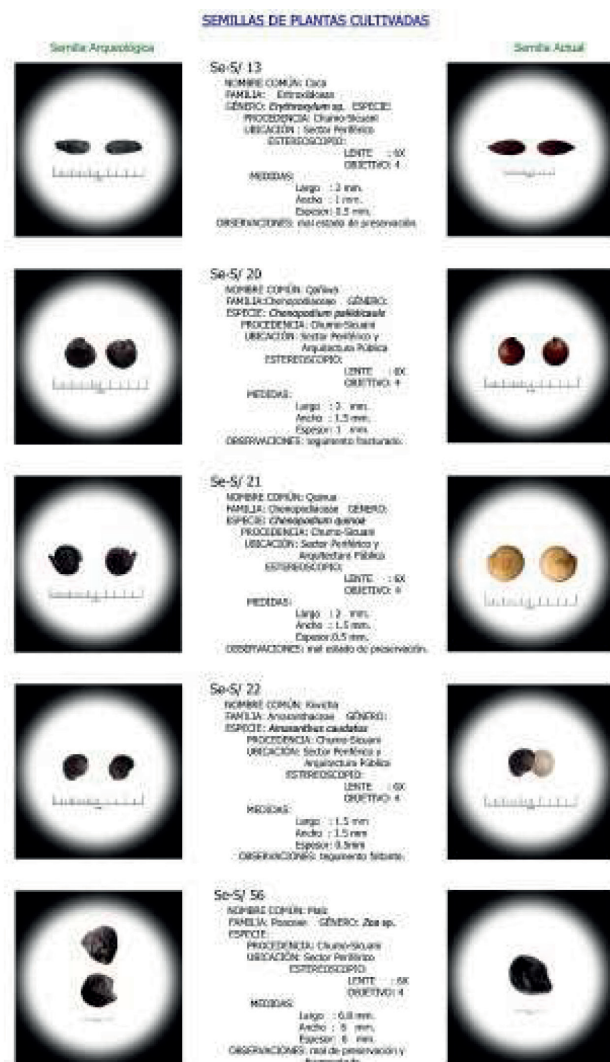 SEMILLAS DE PLANTAS CULTIVADAS
Semilla Arqueológica
Semilla Actual
Se-S/ 13
NOMBRE COMÚN: Coca
FAMILIA: Eritroxiláceas
GÉNERO: Erythroxylum sp. ESPECIE:
PROCEDENCIA: Chumo-Sicuani
UBICACIÓN : Sector Periférico
ESTEREOSCOPIO:
LENTE : 6X
OBJETIVO: 4
MEDIDAS:
Largo : 2 mm.
Ancho : 1 mm.
Espesor: 0.5 mm.
OBSERVACIONES: mal estado de preservación.
Se-S/ 20
NOMBRE COMÚN: Qañiwa
FAMILIA:Chenopodiaceae GÉNERO:
ESPECIE: Chenopodium pallidicaule
PROCEDENCIA: Chumo-Sicuani
UBICACIÓN: Sector Periférico y
Arquitectura Pública
ESTEREOSCOPIO:
LENTE : 6X
OBJETIVO: 4
MEDIDAS:
Largo : 2 mm.
Ancho : 1.5 mm.
Espesor: 1 mm.
OBSERVACIONES: tegumento fracturado.
Se-S/ 21
NOMBRE COMÚN: Quinua
FAMILIA: Chenopodiaceae GÉNERO:
ESPECIE: Chenopodium quinoa
PROCEDENCIA: Chumo-Sicuani
UBICACIÓN: Sector Periférico y
Arquitectura Pública
ESTEREOSCOPIO:
LENTE : 6X
OBJETIVO: 4
MEDIDAS:
Largo : 2 mm.
Ancho : 1.5 mm.
Espesor:0.5 mm.
OBSERVACIONES: mal estado de preservación.
Se-S/ 22
NOMBRE COMÚN: Kiwicha
FAMILIA: Amaranthaceae GÉNERO:
ESPECIE: Amaranthus caudatus
PROCEDENCIA: Chumo-Sicuani
UBICACIÓN: Sector Periférico y
Arquitectura Pública
ESTEREOSCOPIO:
LENTE : 6X
OBJETIVO: 4
MEDIDAS:
Largo : 1.5 mm
Ancho : 1.5 mm
Espesor: 0.5mm
OBSERVACIONES: tegumento faltante.
Se-S/ 56
NOMBRE COMÚN: Maíz
FAMILIA: Poaceae GÉNERO: Zea sp.
ESPECIE:
PROCEDENCIA: Chumo-Sicuani
UBICACIÓN: Sector Periférico
ESTEREOSCOPIO:
LENTE : 6X
OBJETIVO: 4
MEDIDAS:
Largo : 6.8 mm.
Ancho : 6 mm.
Espesor: 6 mm.
OBSERVACIONES: mal de preservación y